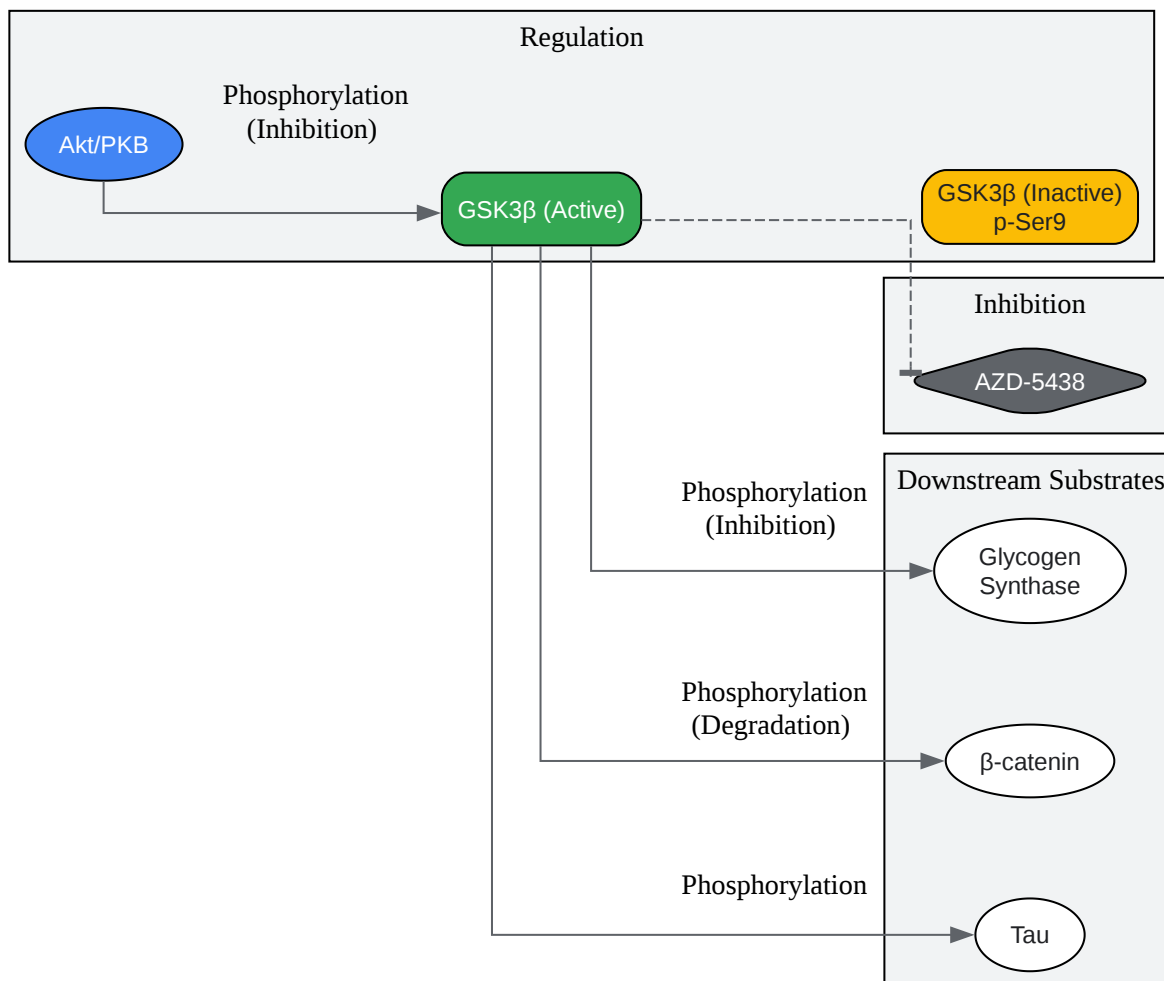 Regulation
Phosphorylation
(Inhibition)
Akt/PKB
GSK3β (Active)
GSK3β (Inactive)
p-Ser9
Inhibition
AZD-5438
Downstream Substrates
Phosphorylation
(Inhibition)
Glycogen
Synthase
Phosphorylation
(Degradation)
β-catenin
Phosphorylation
Tau